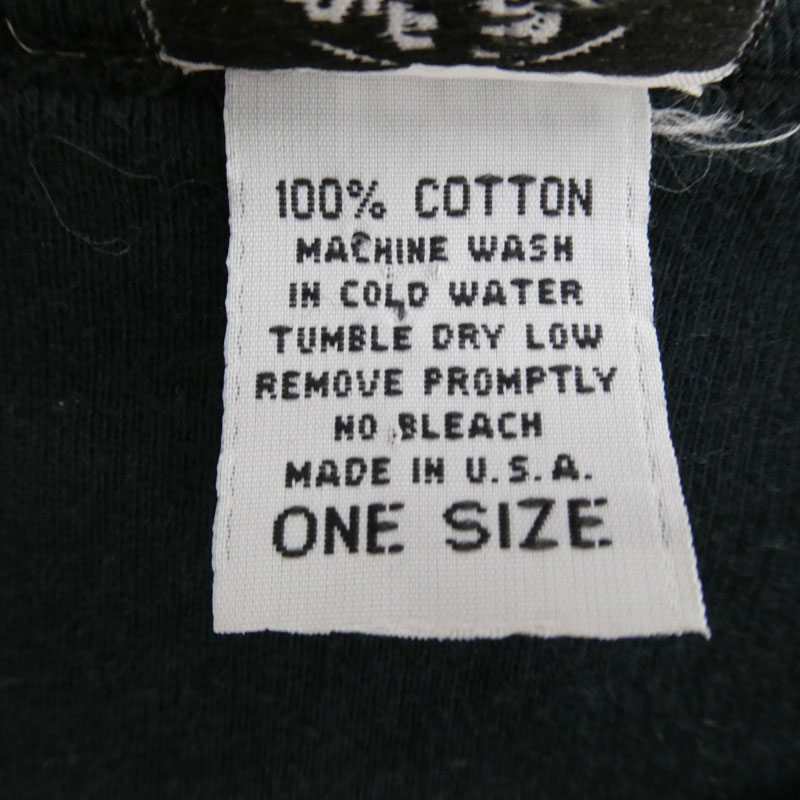 100% COTTON
MACHINE WASH
IN COLD WATER
TUMBLE DRY LOW
REMOVE PROMPTLY
NO BLEACH
MADE IN U.S.A.
ONE SIZE